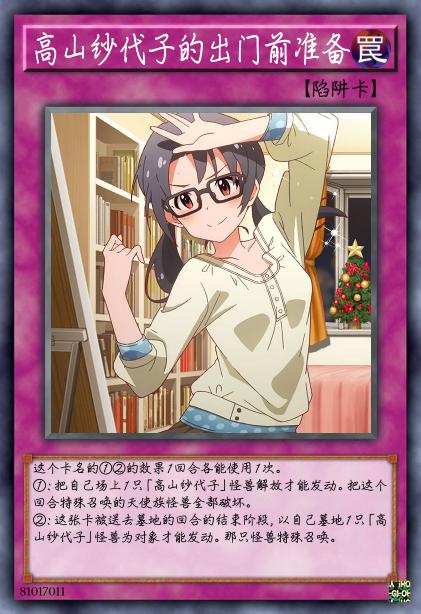 高山纱代子的出门前准备 罠
【陷阱卡】
这个卡名的①②的效果1回合各能使用1次。
①:把自己场上1只「高山纱代子」怪兽解放才能发动。把这个
回合特殊召唤的天使族怪兽全部破坏。
②:这张卡被送去墓地的回合的结束阶段,以自己墓地1只「高
山纱代子」怪兽为对象才能发动。那只怪兽特殊召唤。
81017011